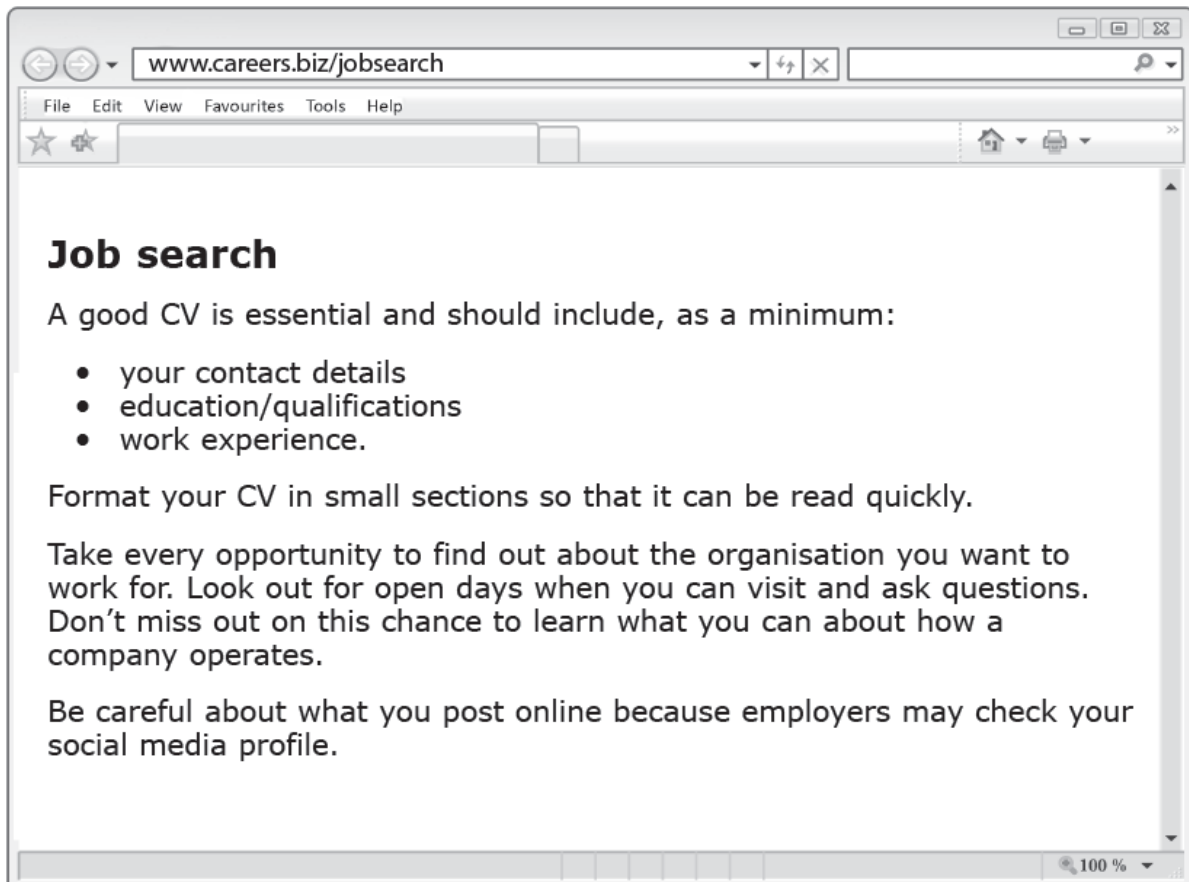 www.careers.biz/jobsearch
File Edit View Favourites Tools Help
Job search
A good CV is essential and should include, as a minimum:
• your contact details
• education/qualifications
• work experience.
Format your CV in small sections so that it can be read quickly.
Take every opportunity to find out about the organisation you want to
work for. Look out for open days when you can visit and ask questions.
Don’t miss out on this chance to learn what you can about how a
company operates.
Be careful about what you post online because employers may check your
social media profile.
100 %